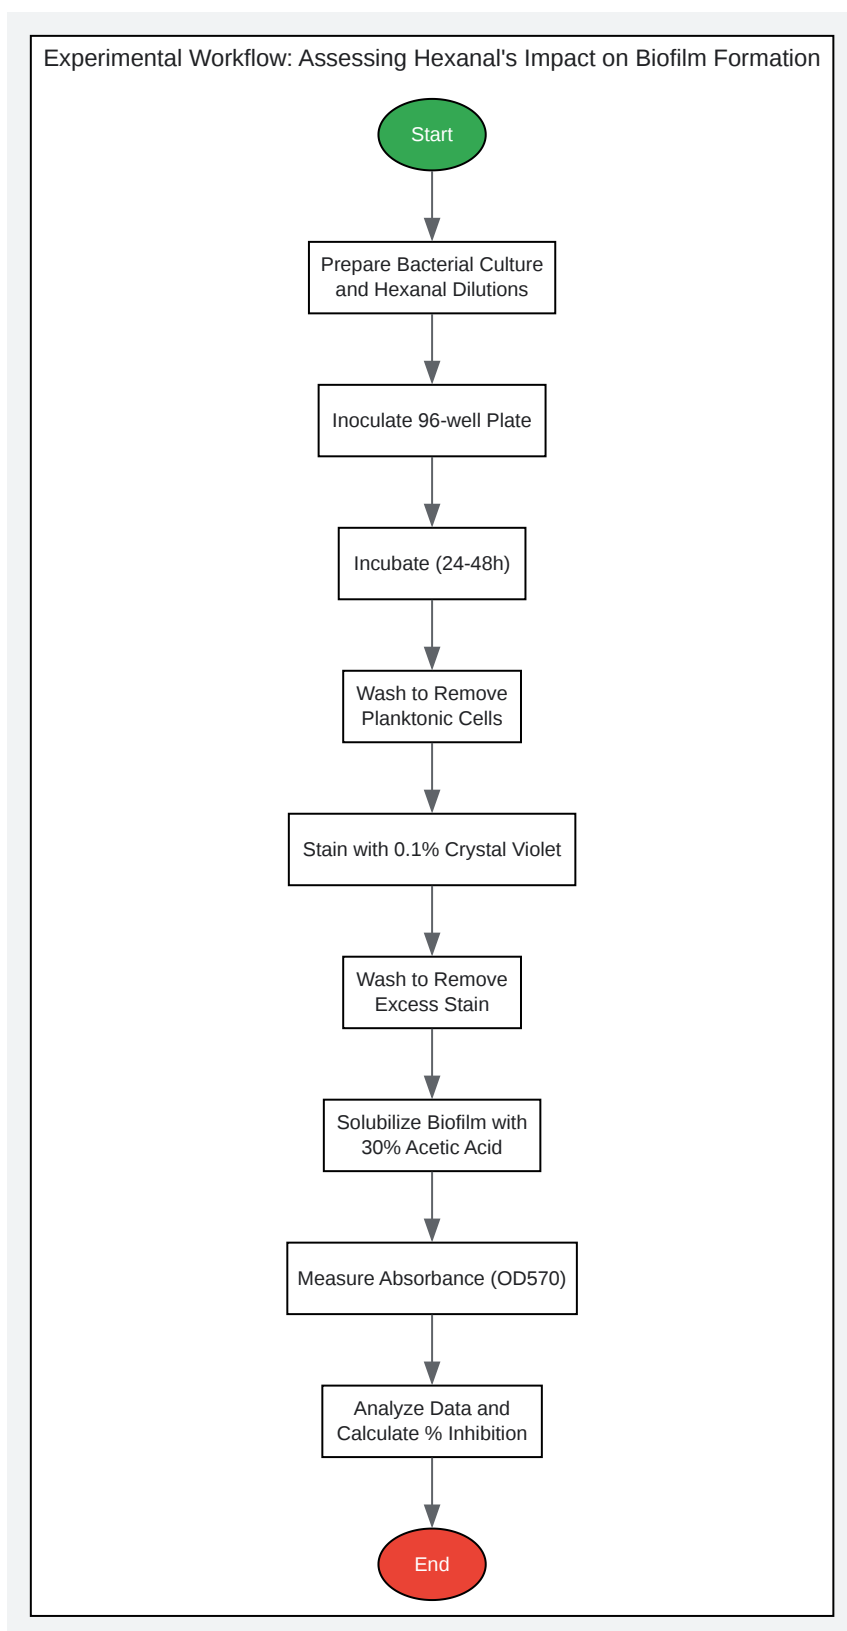 Experimental Workflow: Assessing Hexanal's Impact on Biofilm Formation
Start
Prepare Bacterial Culture
and Hexanal Dilutions
Inoculate 96-well Plate
Incubate (24-48h)
Wash to Remove
Planktonic Cells
Stain with 0.1% Crystal Violet
Wash to Remove
Excess Stain
Solubilize Biofilm with
30% Acetic Acid
Measure Absorbance (OD570)
Analyze Data and
Calculate % Inhibition
End